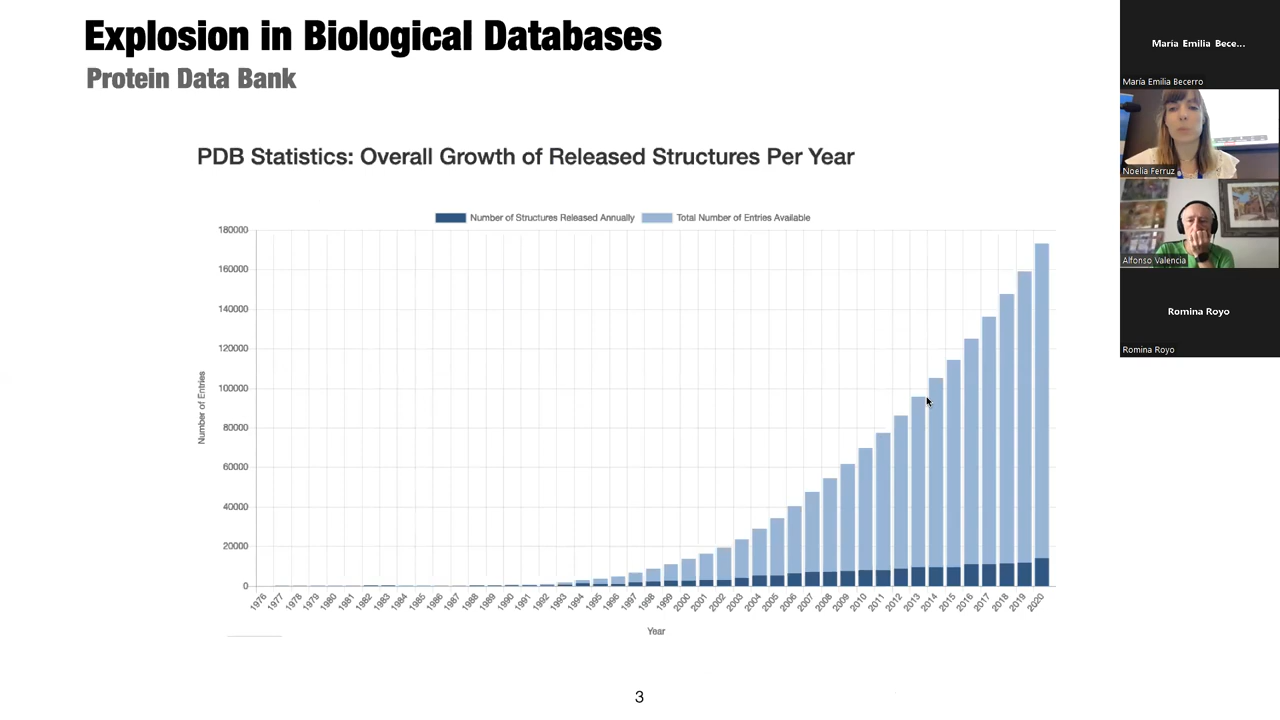 Explosion in Biological Databases
Protein Data Bank
PDB Statistics: Overall Growth of Released Structures Per Year
Number of Structures Released Annually
Total Number of Entries Available
180000
160000
140000
120000
100000
80000
60000
40000
20000
0
Number of Entries
1976 1977 1978 1979 1980 1981 1982 1983 1984 1985 1986 1987 1988 1989 1990 1991 1992 1993 1994 1995 1996 1997 1998 1999 2000 2001 2002 2003 2004 2005 2006 2007 2008 2009 2010 2011 2012 2013 2014 2015 2016 2017 2018 2019 2020
Year
3
María Emilia Bece...
María Emilia Becerro
Noelia Ferruz
Alfonso Valencia
Romina Royo
Romina Royo